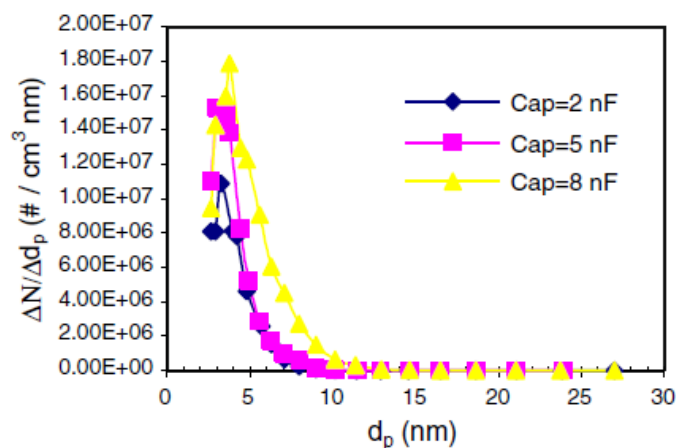 2.00E+07
1.80E+07
1.60E+07
1.40E+07
1.20E+07
1.00E+07
8.00E+06
6.00E+06
4.00E+06
2.00E+06
0.00E+00
ΔN/Δdp (# / cm3 nm)
Cap=2 nF
Cap=5 nF
Cap=8 nF
0 5 10 15 20 25 30
dp (nm)